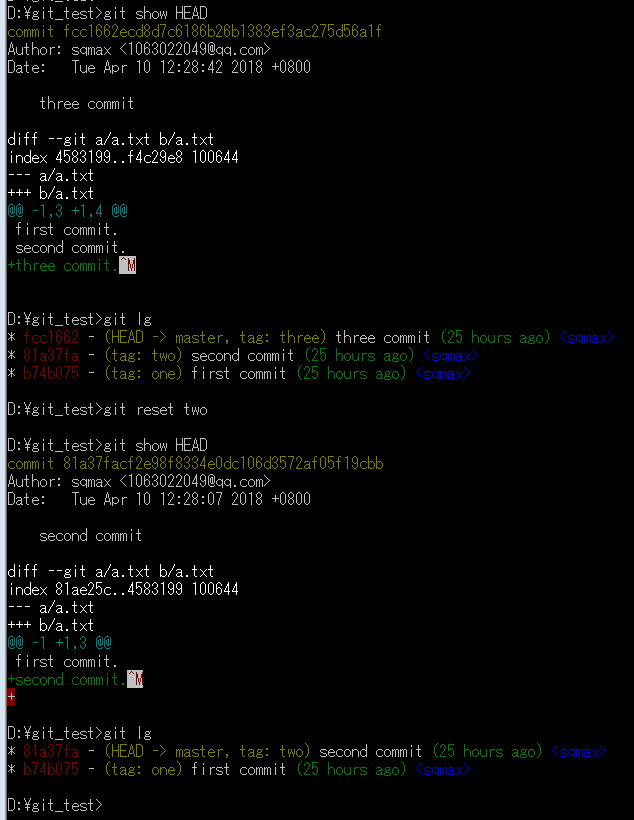 D:¥git_test>git show HEAD
commit fcc1662ecd8d7c6186b26b1383ef3ac275d56a1f
Author: sqmax <1063022049@qq.com>
Date:   Tue Apr 10 12:28:42 2018 +0800
    three commit
diff --git a/a.txt b/a.txt
index 4583199..f4c29e8 100644
--- a/a.txt
+++ b/a.txt
@@ -1,3 +1,4 @@
 first commit.
 second commit.
+three commit.^M
D:¥git_test>git lg
* fcc1662 - (HEAD -> master, tag: three) three commit (25 hours ago) <sqmax>
* 81a37fa - (tag: two) second commit (25 hours ago) <sqmax>
* b74b075 - (tag: one) first commit (25 hours ago) <sqmax>
D:¥git_test>git reset two
D:¥git_test>git show HEAD
commit 81a37facf2e98f8334e0dc106d3572af05f19cbb
Author: sqmax <1063022049@qq.com>
Date:   Tue Apr 10 12:28:07 2018 +0800
    second commit
diff --git a/a.txt b/a.txt
index 81ae25c..4583199 100644
--- a/a.txt
+++ b/a.txt
@@ -1 +1,3 @@
 first commit.
+second commit.^M
+
D:¥git_test>git lg
* 81a37fa - (HEAD -> master, tag: two) second commit (25 hours ago) <sqmax>
* b74b075 - (tag: one) first commit (25 hours ago) <sqmax>
D:¥git_test>